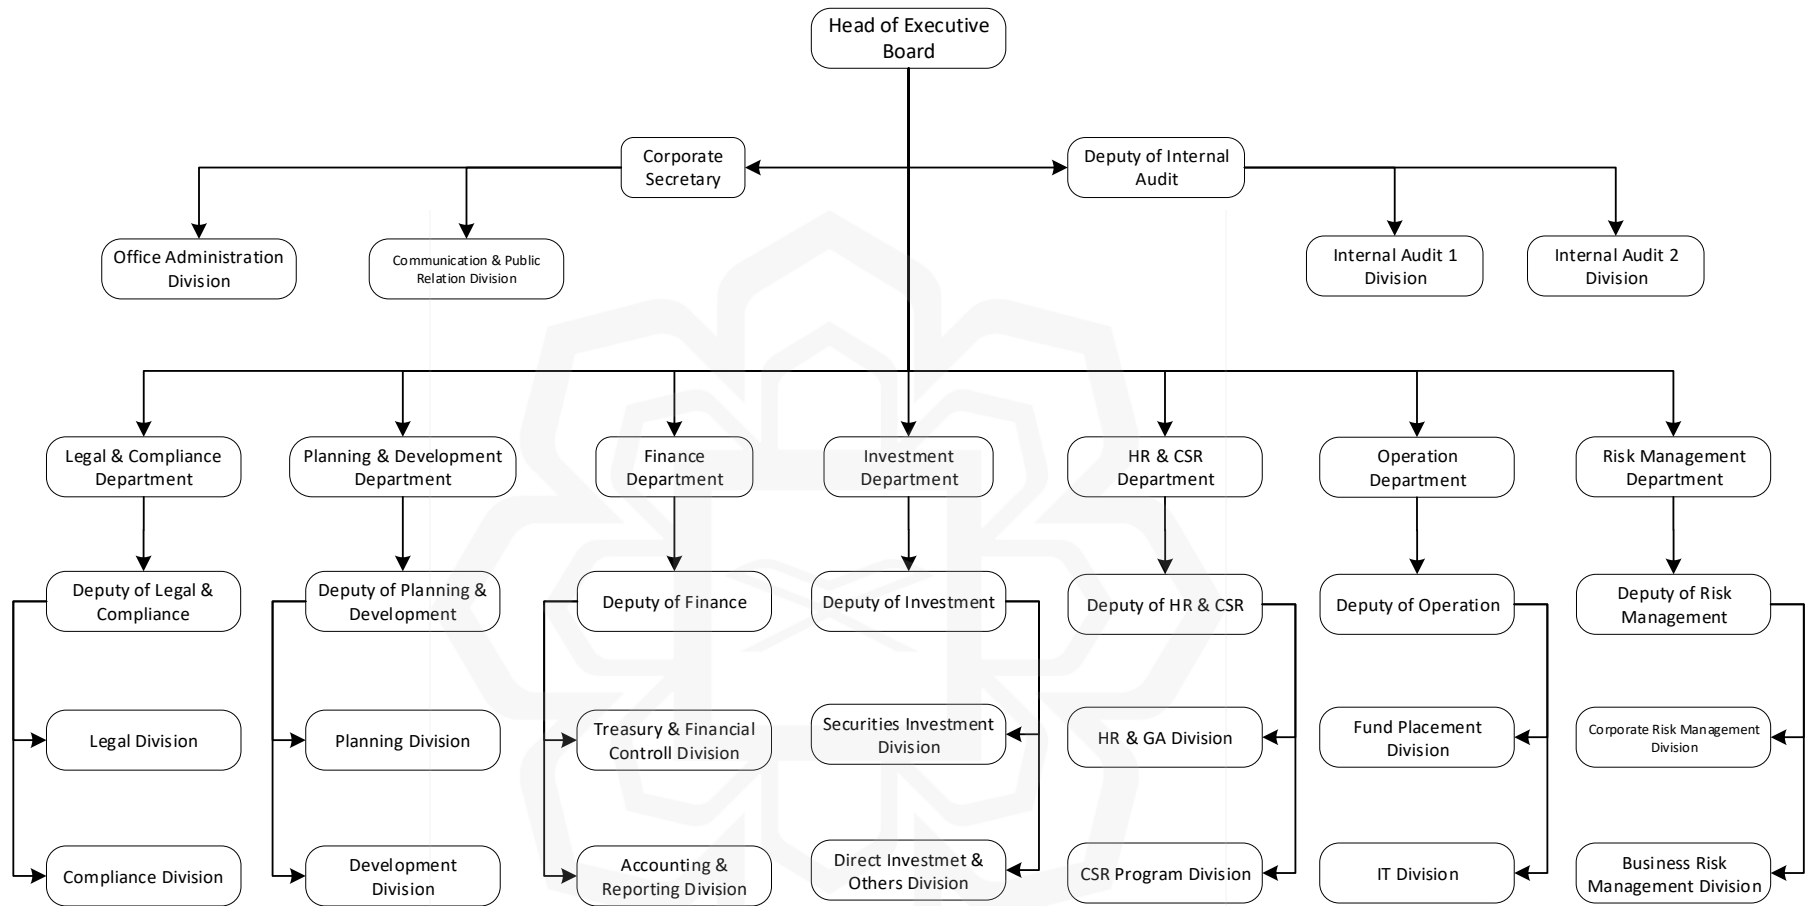 Head of Executive
Board
Corporate
Secretary
Deputy of Internal
Audit
Office Administration
Division
Communication & Public
Relation Division
Internal Audit 1
Division
Internal Audit 2
Division
Legal & Compliance
Department
Planning & Development
Department
Finance
Department
Investment
Department
HR & CSR
Department
Operation
Department
Risk Management
Department
Deputy of Legal &
Compliance
Deputy of Planning &
Development
Deputy of Finance
Deputy of Investment
Deputy of HR & CSR
Deputy of Operation
Deputy of Risk
Management
Legal Division
Planning Division
Treasury & Financial
Controll Division
Securities Investment
Division
HR & GA Division
Fund Placement
Division
Corporate Risk Management
Division
Compliance Division
Development
Division
Accounting &
Reporting Division
Direct Investmet &
Others Division
CSR Program Division
IT Division
Business Risk
Management Division